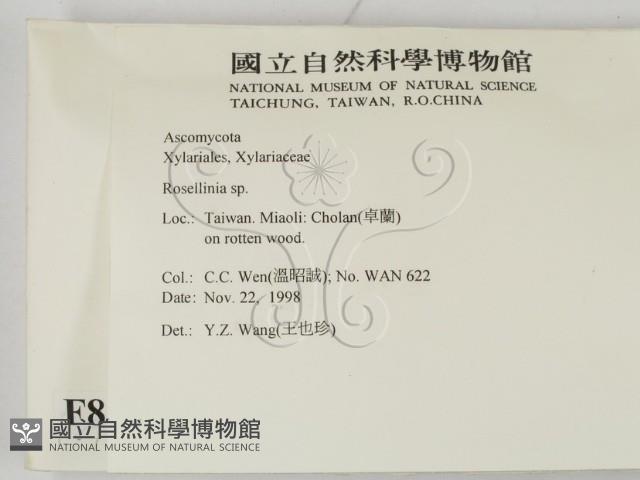 國立自然科學博物館
NATIONAL MUSEUM OF NATURAL SCIENCE
TAICHUNG, TAIWAN, R.O.CHINA
Ascomycota
Xylariales, Xylariaceae
Rosellinia sp.
Loc.: Taiwan. Miaoli: Cholan(卓蘭)
on rotten wood.
Col.: C.C. Wen(溫昭誠); No. WAN 622
Date: Nov. 22, 1998
Det.: Y.Z. Wang(王也珍)
F8
國立自然科學博物館
NATIONAL MUSEUM OF NATURAL SCIENCE